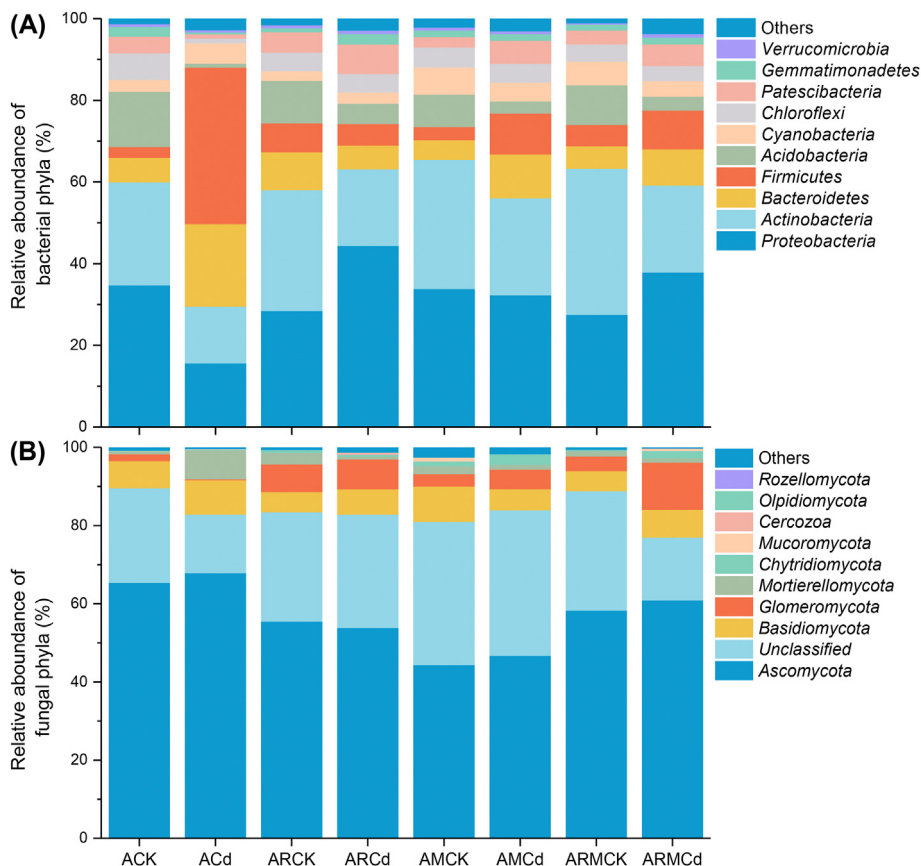 (A)
Relative aboundance of
bacterial phyla (%)
100
80
60
40
20
0
Others
Verrucomicrobia
Gemmatimonadetes
Patescibacteria
Chloroflexi
Cyanobacteria
Acidobacteria
Firmicutes
Bacteroidetes
Actinobacteria
Proteobacteria
(B)
Relative aboundance of
fungal phyla (%)
100
80
60
40
20
0
Others
Rozellomycota
Olpidiomycota
Cercozoa
Mucoromycota
Chytridiomycota
Mortierellomycota
Glomeromycota
Basidiomycota
Unclassified
Ascomycota
ACK ACd ARCK ARCd AMCK AMCd ARMCK ARMCd